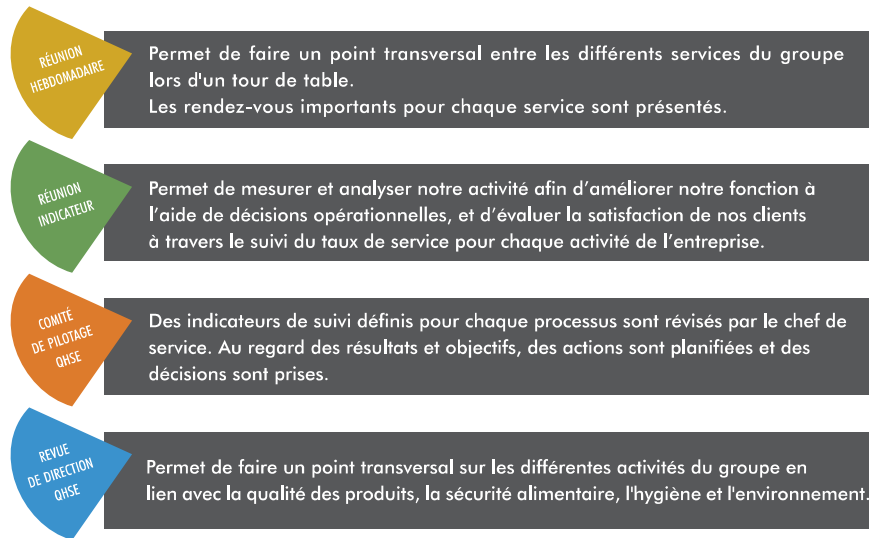 RÉUNION
HEBDOMADAIRE
Permet de faire un point transversal entre les différents services du groupe
lors d'un tour de table.
Les rendez-vous importants pour chaque service sont présentés.
RÉUNION
INDICATEUR
Permet de mesurer et analyser notre activité afin d’améliorer notre fonction à
l’aide de décisions opérationnelles, et d’évaluer la satisfaction de nos clients
à travers le suivi du taux de service pour chaque activité de l’entreprise.
COMITÉ
DE PILOTAGE
QHSE
Des indicateurs de suivi définis pour chaque processus sont révisés par le chef de
service. Au regard des résultats et objectifs, des actions sont planifiées et des
décisions sont prises.
REVUE
DE DIRECTION
QHSE
Permet de faire un point transversal sur les différentes activités du groupe en
lien avec la qualité des produits, la sécurité alimentaire, l'hygiène et l'environnement.